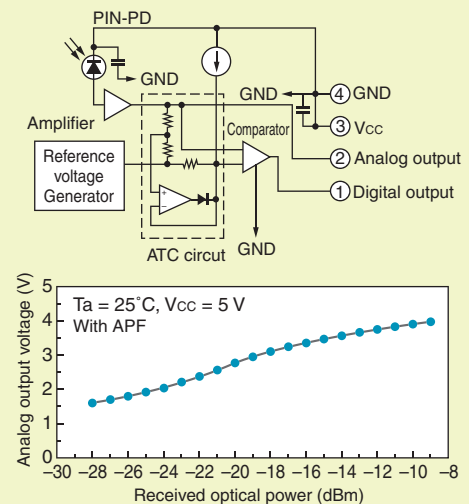 PIN-PD
GND
Amplifier
GND
4 GND
3 VCC
Comparator
2 Analog output
Reference
voltage
Generator
+
−
1 Digital output
GND
ATC circut
Ta = 25°C, VCC = 5 V
With APF
Analog output voltage (V)
5
4
3
2
1
0
−30 −28 −26 −24 −22 −20 −18 −16 −14 −12 −10 −8
Received optical power (dBm)